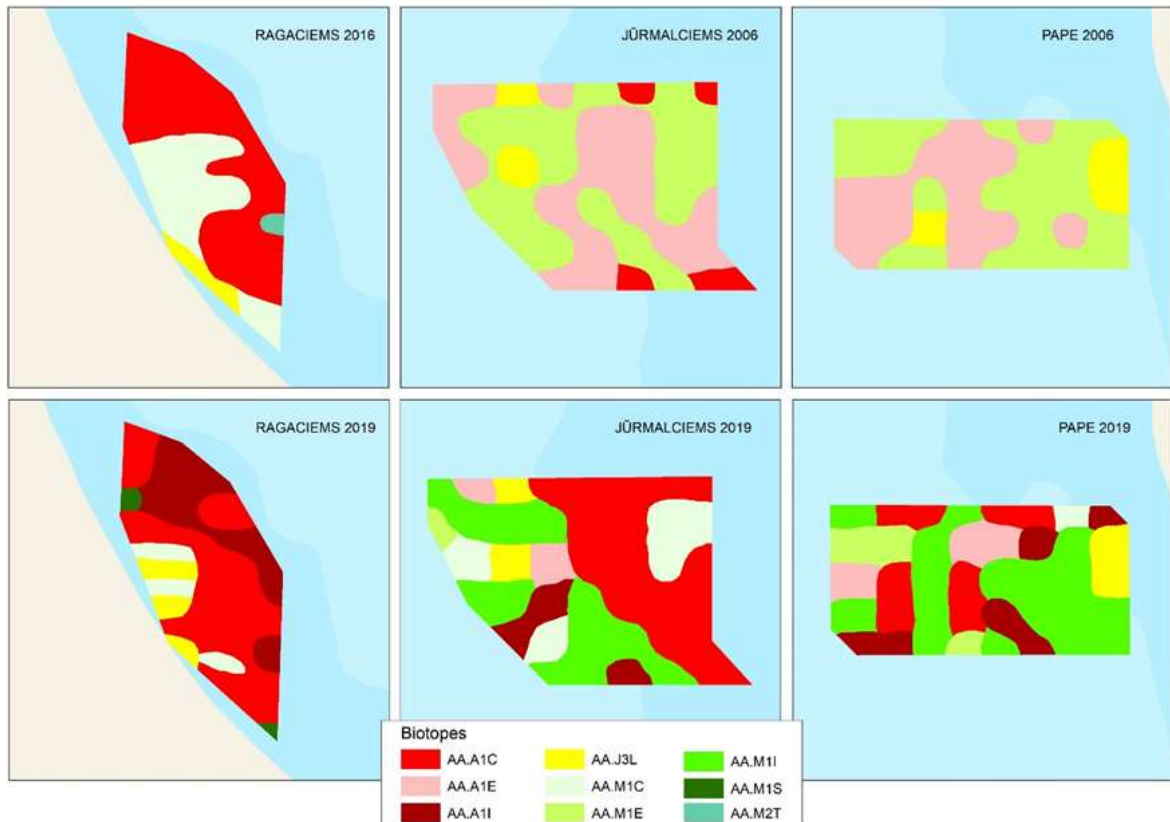 RAGACIEMS 2016
JŪRMALCIEMS 2006
PAPE 2006
RAGACIEMS 2019
JŪRMALCIEMS 2019
PAPE 2019
Biotopes
AA.A1C
AA.J3L
AA.M1I
AA.A1E
AA.M1C
AA.M1S
AA.A1I
AA.M1E
AA.M2T